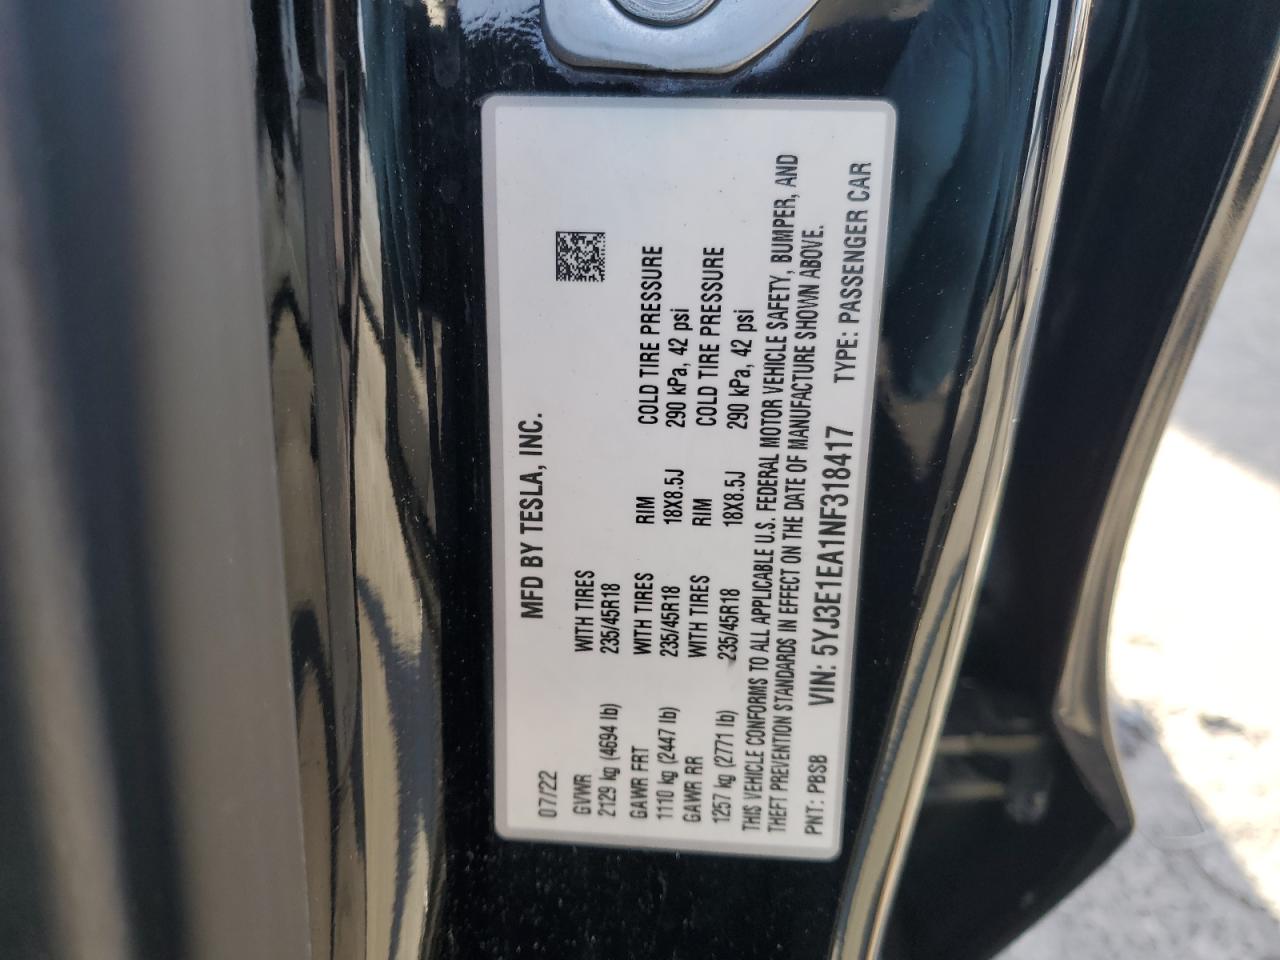 MFD BY TESLA, INC.
07/22
GVWR WITH TIRES
2129 kg (4694 lb) 235/45R18
GAWR FRT WITH TIRES RIM COLD TIRE PRESSURE
1110 kg (2447 lb) 235/45R18 18X8.5J 290 kPa, 42 psi
GAWR RR WITH TIRES RIM COLD TIRE PRESSURE
1257 kg (2771 lb) 235/45R18 18X8.5J 290 kPa, 42 psi
THIS VEHICLE CONFORMS TO ALL APPLICABLE U.S. FEDERAL MOTOR VEHICLE SAFETY, BUMPER, AND
THEFT PREVENTION STANDARDS IN EFFECT ON THE DATE OF MANUFACTURE SHOWN ABOVE.
PNT: PBSB VIN: 5YJ3E1EA1NF318417 TYPE: PASSENGER CAR